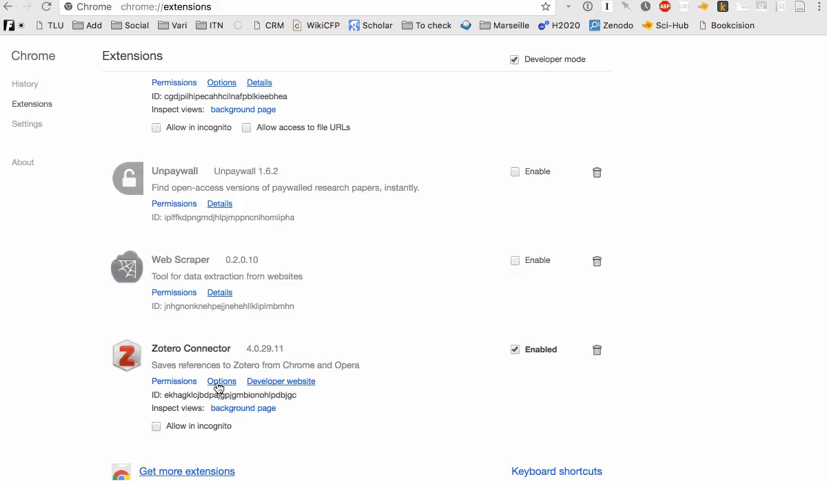 Chrome chrome://extensions
TLU Add Social Vari ITN CRM WikiCFP Scholar To check Marseille H2020 Zenodo Sci-Hub Bookcision
Chrome Extensions Developer mode
History
Extensions
Settings
About
Permissions Options Details
ID: cgdjpilhipecahhcilnafpblkieebhea
Inspect views: background page
Allow in incognito Allow access to file URLs
Unpaywall Unpaywall 1.6.2 Enable
Find open-access versions of paywalled research papers, instantly.
Permissions Details
ID: iplffkdpngmdjhlpjmppncnlhomiipha
Web Scraper 0.2.0.10 Enable
Tool for data extraction from websites
Permissions Details
ID: jnhgnonknehpejjnehehllkliplmbmhn
Zotero Connector 4.0.29.11 Enabled
Saves references to Zotero from Chrome and Opera
Permissions Options Developer website
Inspect views: background page
Allow in incognito
Get more extensions Keyboard shortcuts